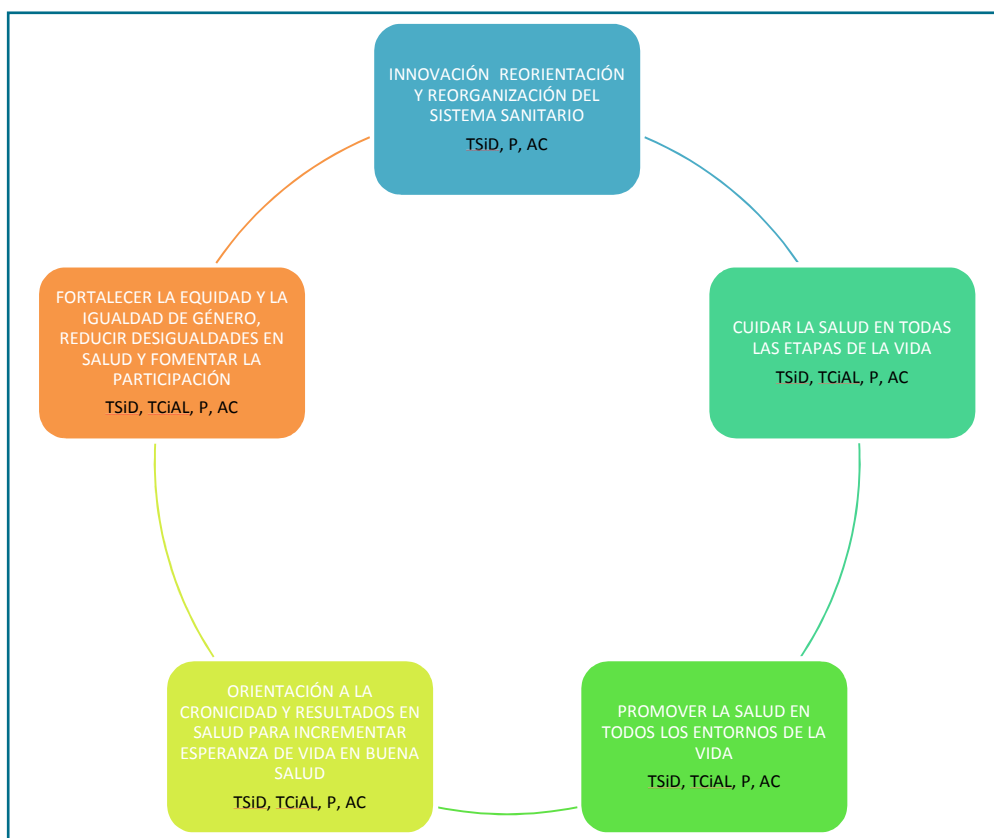 INNOVACIÓN REORIENTACIÓN
Y REORGANIZACIÓN DEL
SISTEMA SANITARIO
TSiD, P, AC
CUIDAR LA SALUD EN TODAS
LAS ETAPAS DE LA VIDA
TSiD, TCiAL, P, AC
PROMOVER LA SALUD EN
TODOS LOS ENTORNOS DE LA
VIDA
TSiD, TCiAL, P, AC
ORIENTACIÓN A LA
CRONICIDAD Y RESULTADOS EN
SALUD PARA INCREMENTAR
ESPERANZA DE VIDA EN BUENA
SALUD
TSiD, TCiAL, P, AC
FORTALECER LA EQUIDAD Y LA
IGUALDAD DE GÉNERO,
REDUCIR DESIGUALDADES EN
SALUD Y FOMENTAR LA
PARTICIPACIÓN
TSiD, TCiAL, P, AC